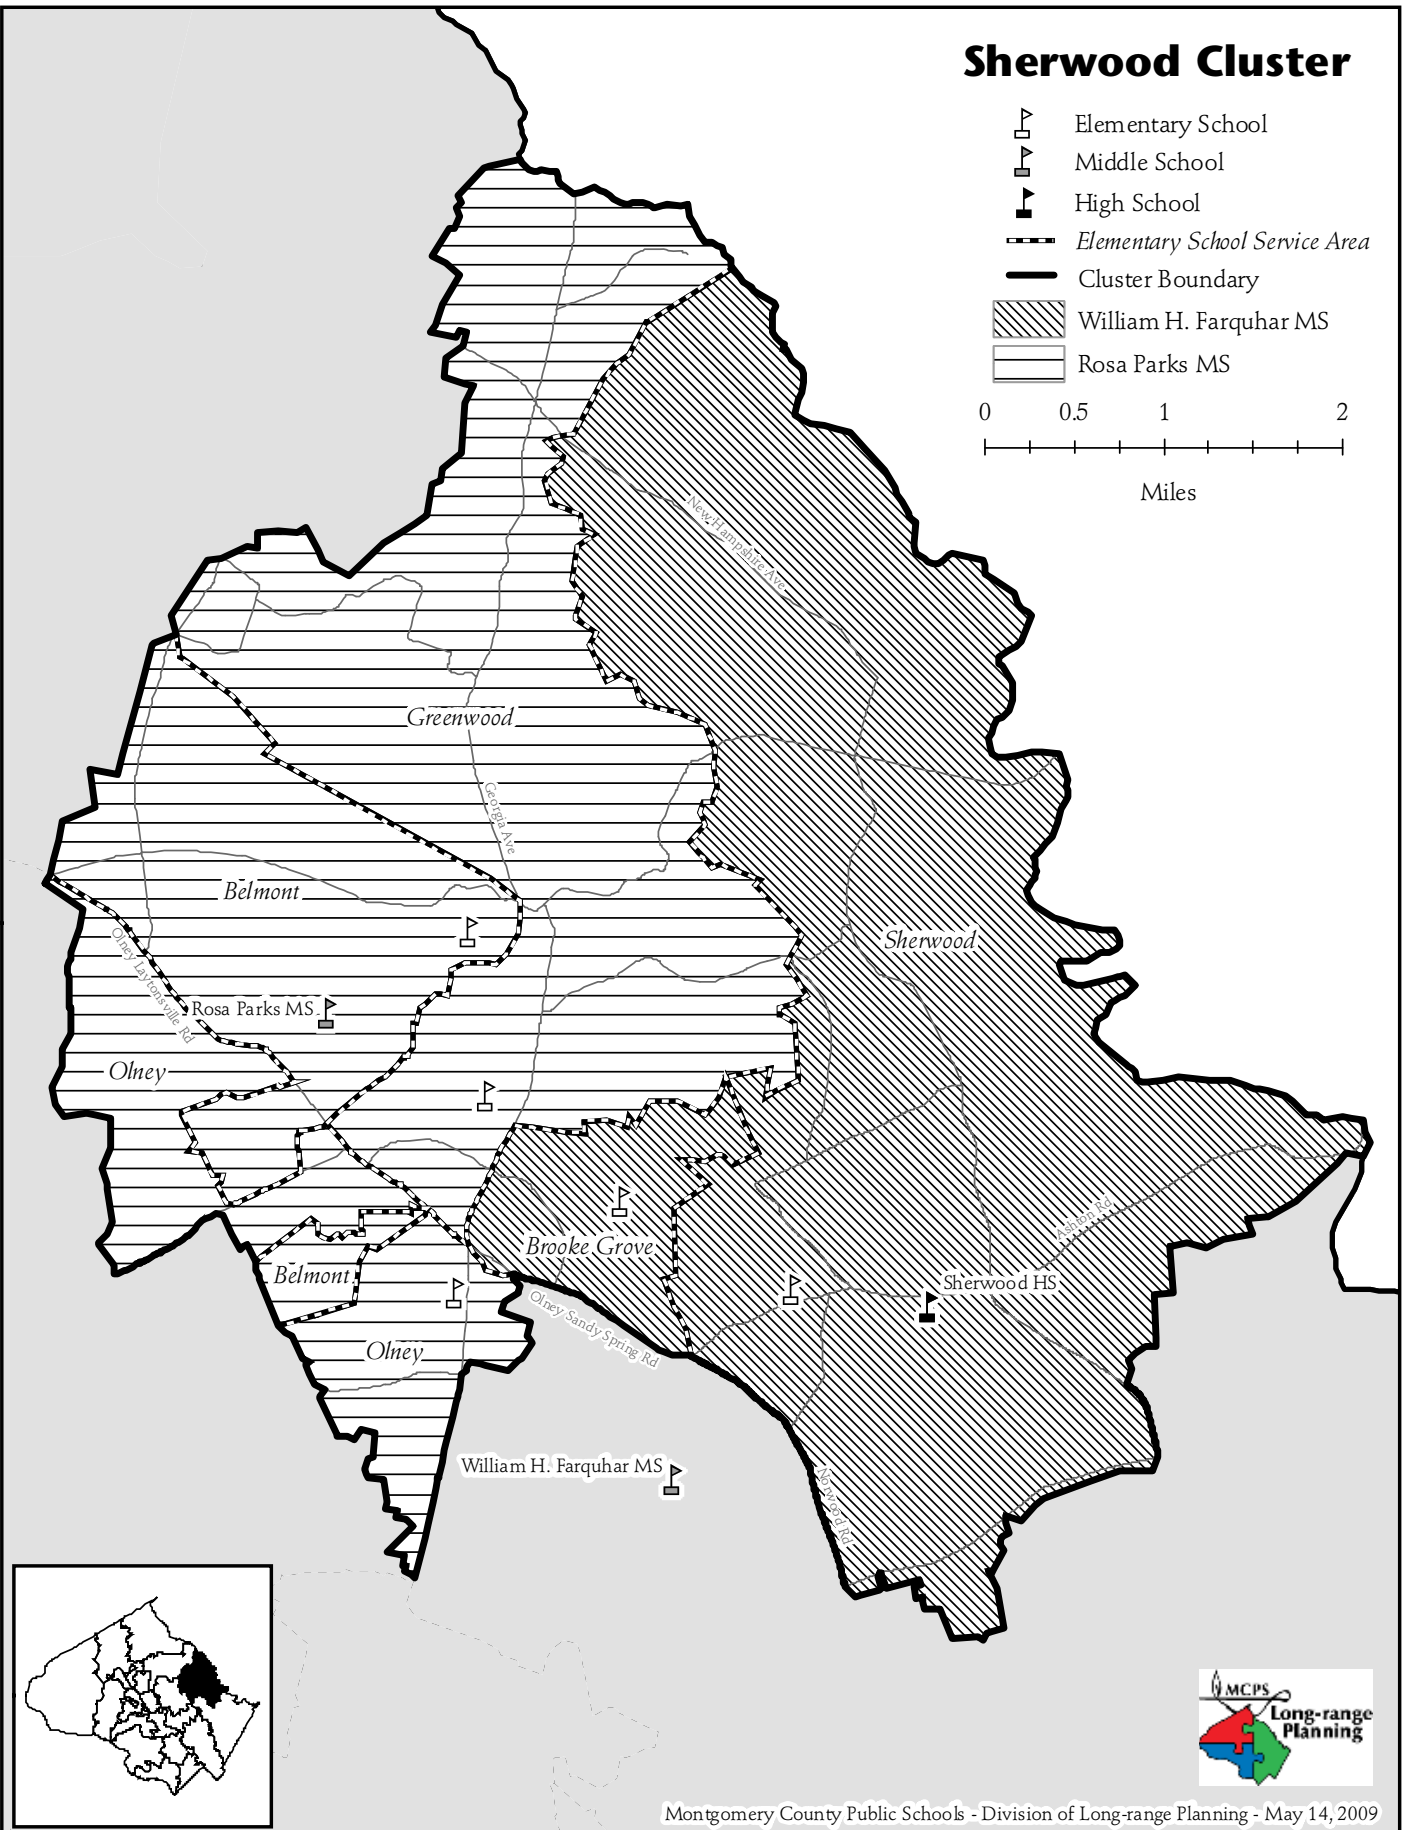 Sherwood Cluster
Elementary School
Middle School
High School
Elementary School Service Area
Cluster Boundary
William H. Farquhar MS
Rosa Parks MS
0 0.5 1 2
Miles
New Hampshire Ave
Greenwood
Georgia Ave
Belmont
Sherwood
Olney Laytonsville Rd
Rosa Parks MS
Olney
Ashton Rd
Brooke Grove
Belmont
Sherwood HS
Olney Sandy Spring Rd
Olney
William H. Farquhar MS
Norwood Rd
MCPS
Long-range
Planning
Montgomery County Public Schools - Division of Long-range Planning - May 14, 2009